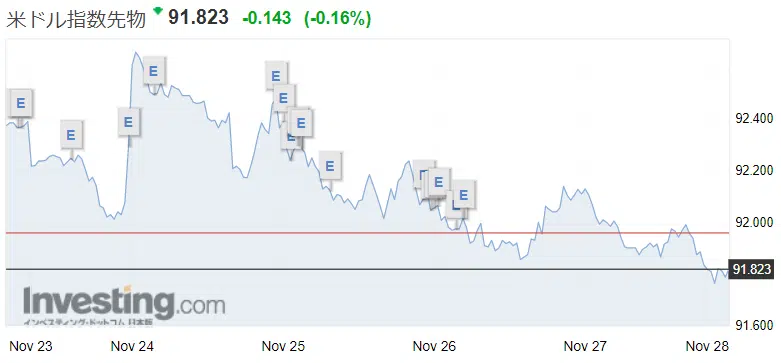 米ドル指数先物 91.823 -0.143 (-0.16%)
E
E
E
E
E
E
E
E
E
E
E
E
E
92.400
92.200
92.000
91.823
91.600
Investing.com
インベスティング・ドットコム 日本版
Nov 23 Nov 24 Nov 25 Nov 26 Nov 27 Nov 28